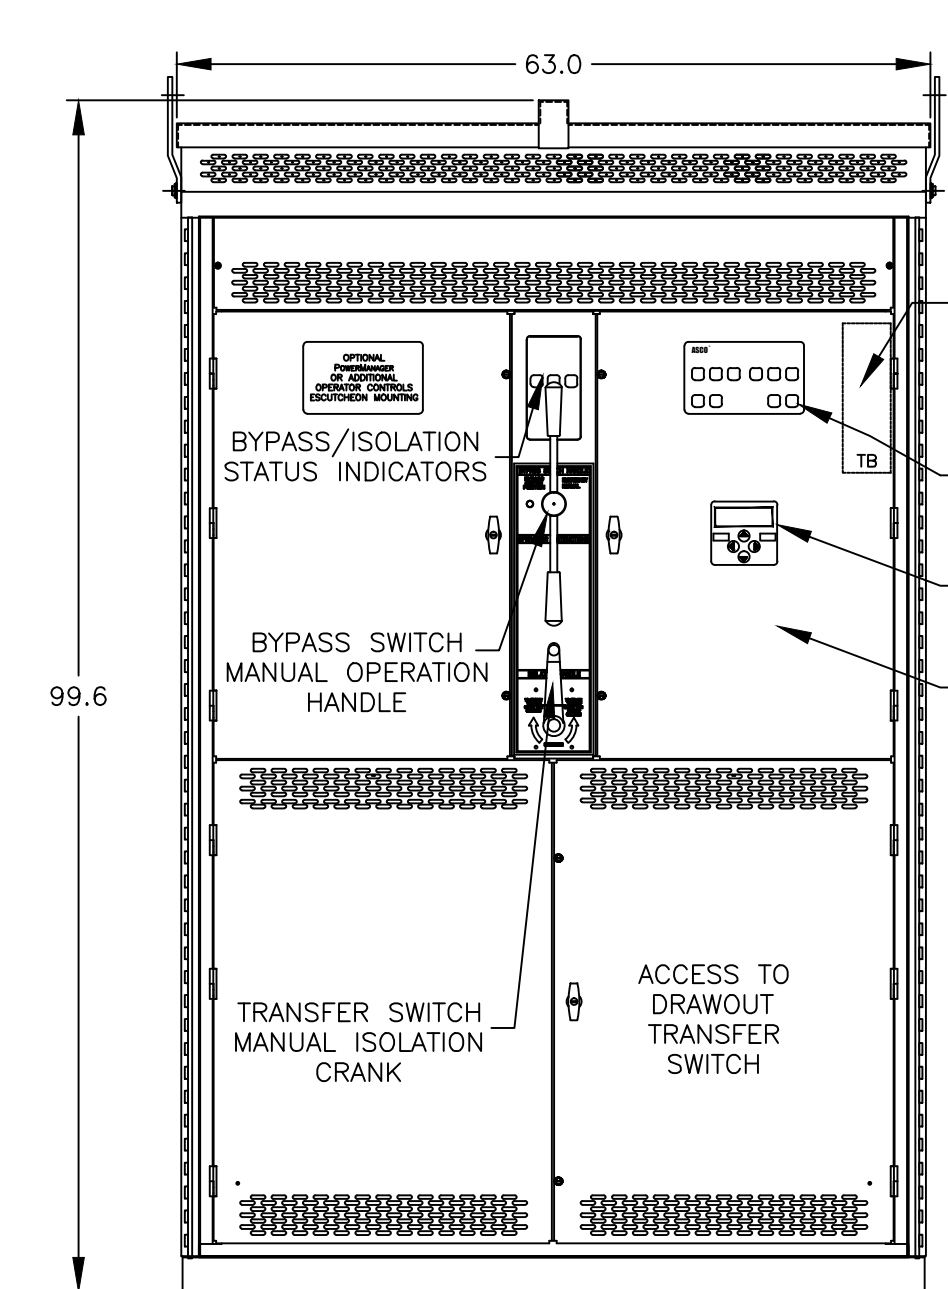 63.0
OPTIONAL
POWERMANAGER
OR ADDITIONAL
OPERATOR CONTROLS
ESCUTCHEON MOUNTING
ASCO
BYPASS/ISOLATION
STATUS INDICATORS
TB
BYPASS SWITCH
MANUAL OPERATION
HANDLE
99.6
TRANSFER SWITCH
MANUAL ISOLATION
CRANK
ACCESS TO
DRAWOUT
TRANSFER
SWITCH